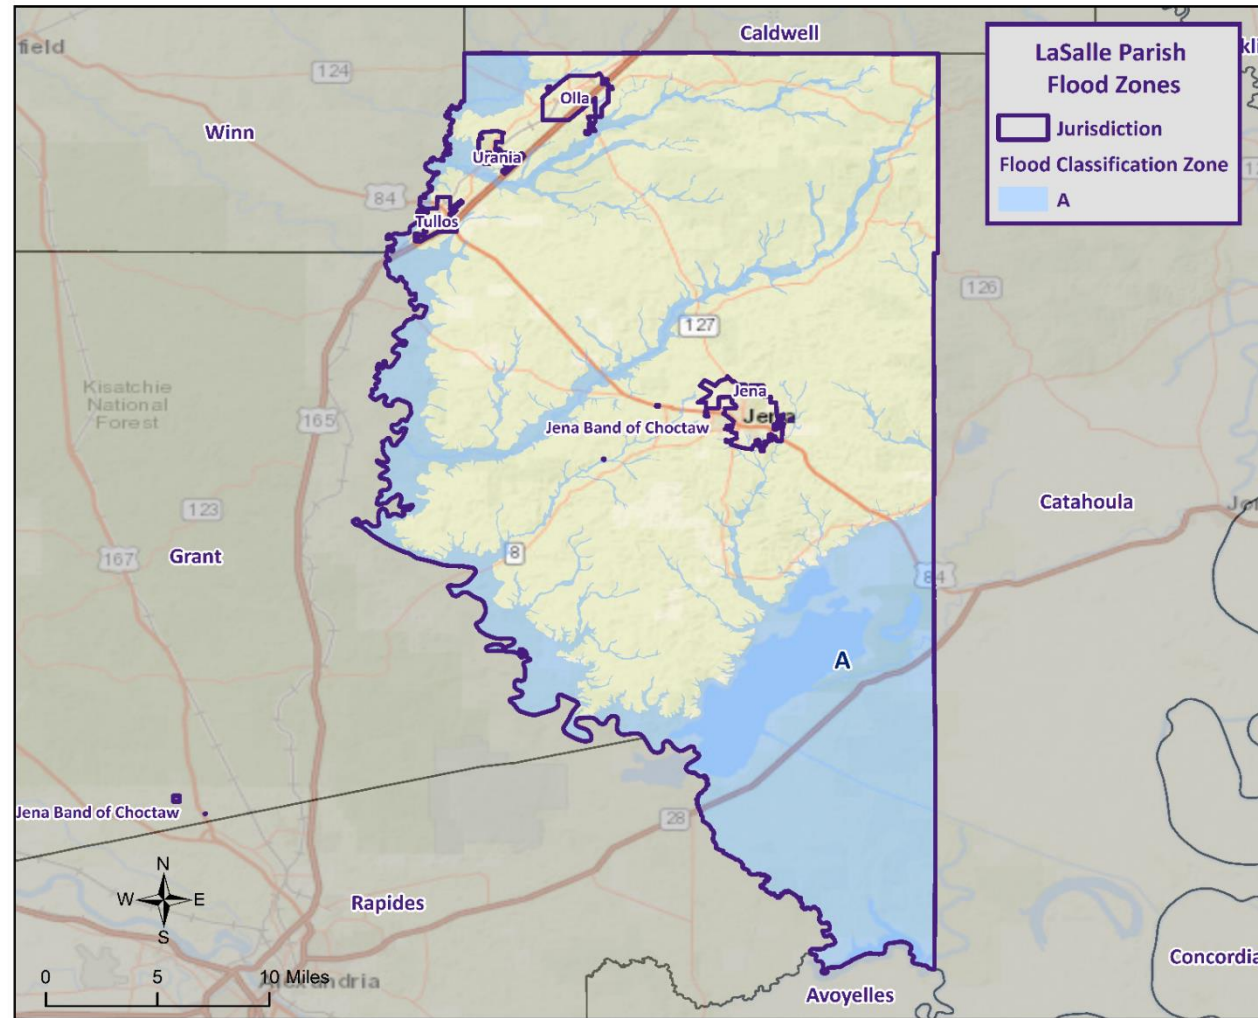 Caldwell
field
124
Winn
Olla
Urania
84
Tullos
LaSalle Parish
Flood Zones
Jurisdiction
Flood Classification Zone
A
126
127
Kisatchie
National
Forest
165
Jena
Jena
Jena Band of Choctaw
123
Catahoula
Grant
167
8
84
A
Jena Band of Choctaw
28
N
W
E
S
Rapides
0
5
10 Miles
Alexandria
Avoyelles
Concordia